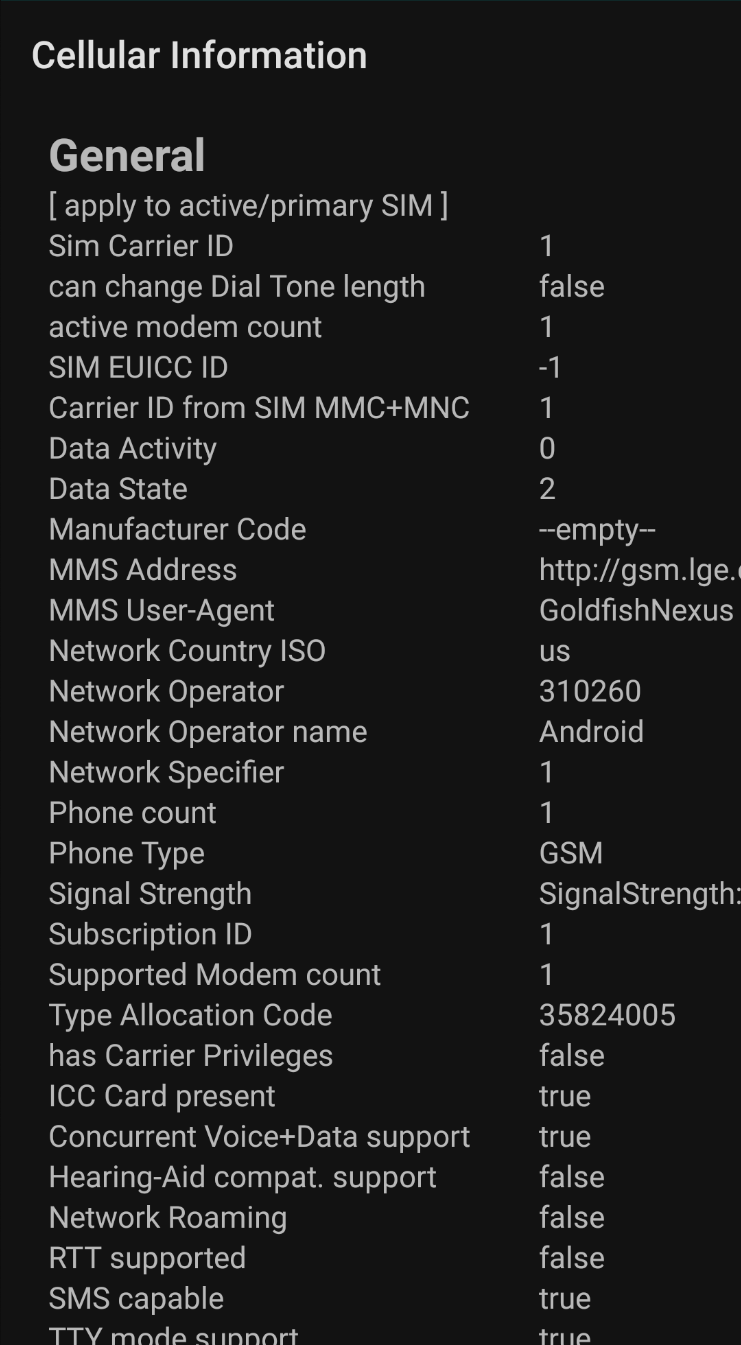 Cellular Information
General
[ apply to active/primary SIM ]
Sim Carrier ID 1
can change Dial Tone length false
active modem count 1
SIM EUICC ID -1
Carrier ID from SIM MMC+MNC 1
Data Activity 0
Data State 2
Manufacturer Code --empty--
MMS Address http://gsm.lge.
MMS User-Agent GoldfishNexus
Network Country ISO us
Network Operator 310260
Network Operator name Android
Network Specifier 1
Phone count 1
Phone Type GSM
Signal Strength SignalStrength:
Subscription ID 1
Supported Modem count 1
Type Allocation Code 35824005
has Carrier Privileges false
ICC Card present true
Concurrent Voice+Data support true
Hearing-Aid compat. support false
Network Roaming false
RTT supported false
SMS capable true
TTY mode support true